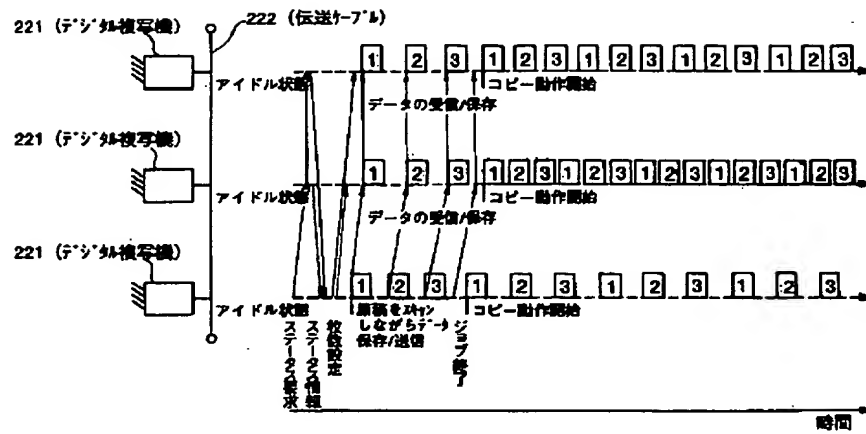 221 (デジタル複写機)
222 (伝送ケーブル)
1 2 3 1 2 3 1 2 3 1 2 3
アイドル状態
コピー動作開始
データの受信/保存
221 (デジタル複写機)
1 2 3 1 2 3 1 2 3 1 2 3 1 2 3 1 2 3
アイドル状態
コピー動作開始
データの受信/保存
221 (デジタル複写機)
1 2 3 1 2 3 1 2 3 1 2 3
アイドル状態
ステータス要求
ステータス情報
枚数設定
原稿をスキャン
しながらデータ
保存/送信
ジョブ終了
コピー動作開始
時間